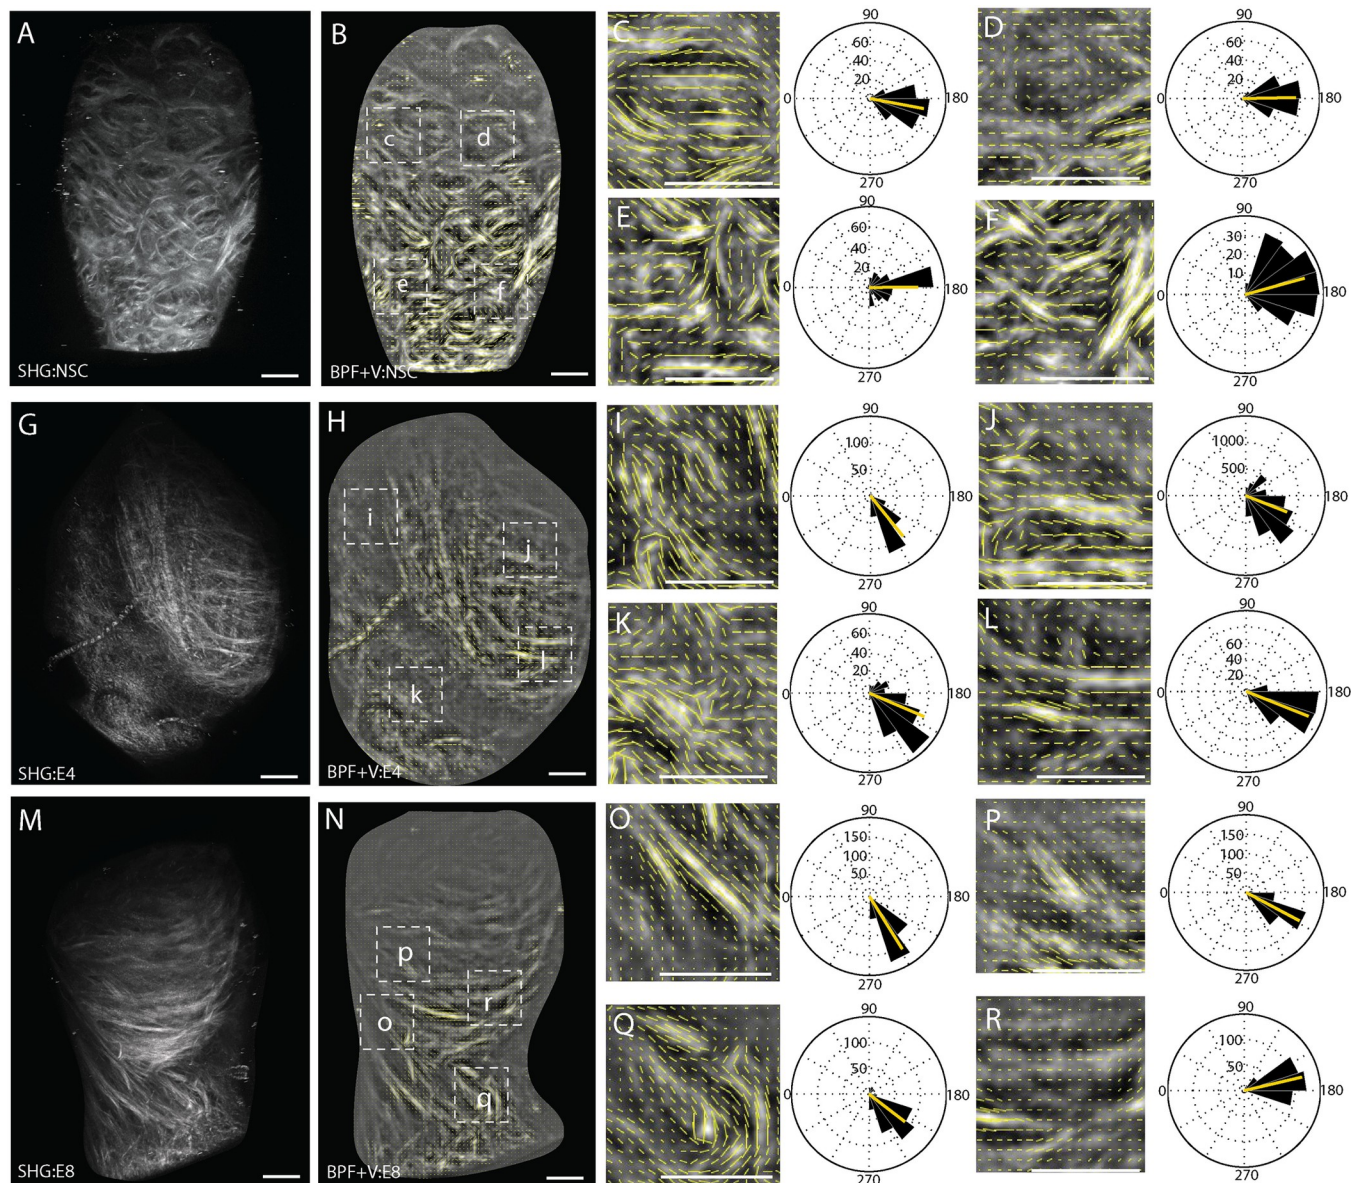 A
B
C
90
60
40
20
0
180
270
D
90
60
40
20
0
180
270
c
d
E
90
60
40
20
0
180
270
F
90
30
20
10
0
180
270
e
f
SHG:NSC
BPF+V:NSC
G
H
I
90
100
50
0
180
270
J
90
1000
500
0
180
270
i
j
K
90
60
40
20
0
180
270
L
90
60
40
20
0
180
270
l
k
SHG:E4
BPF+V:E4
M
N
O
90
150
100
50
0
180
270
P
90
150
100
50
0
180
270
p
r
o
Q
90
150
100
50
0
180
270
R
90
100
50
0
180
270
q
SHG:E8
BPF+V:E8